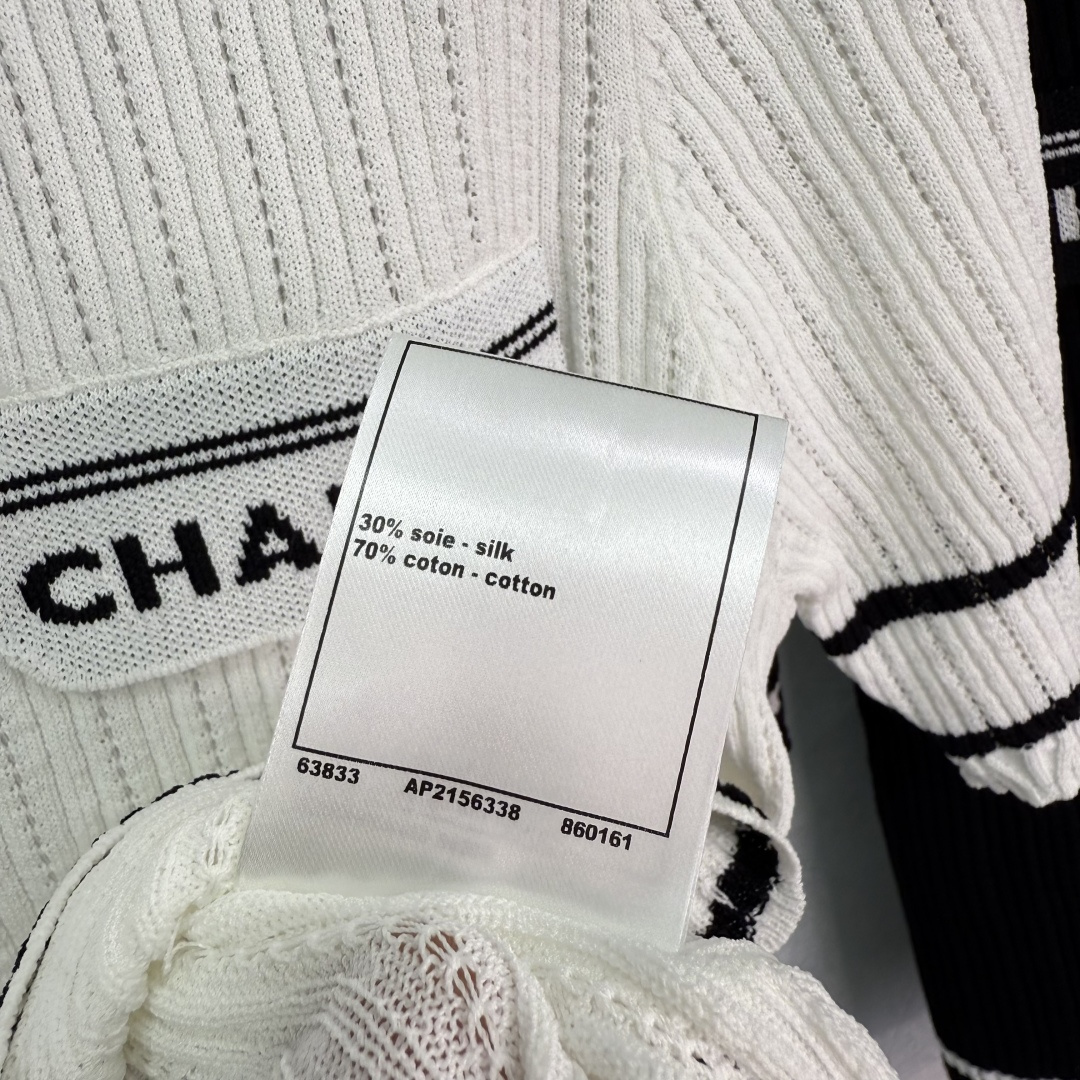 CHA
30% soie - silk
70% coton - cotton
63833 AP2156338 860161